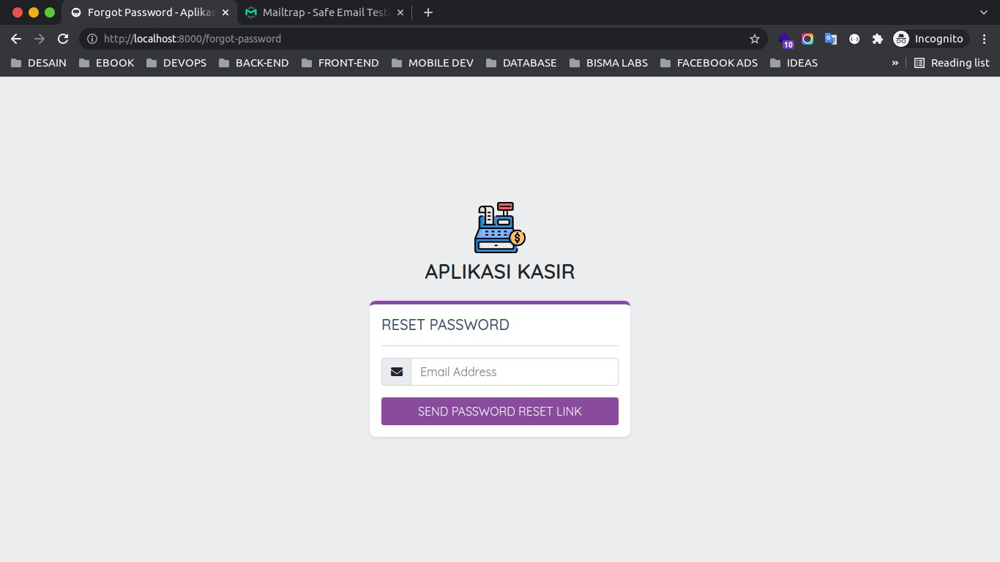 Forgot Password - Aplikas
Mailtrap - Safe Email Testi
http://localhost:8000/forgot-password
10
Incognito
DESAIN
EBOOK
DEVOPS
BACK-END
FRONT-END
MOBILE DEV
DATABASE
BISMA LABS
FACEBOOK ADS
IDEAS
»
Reading list
APLIKASI KASIR
RESET PASSWORD
Email Address
SEND PASSWORD RESET LINK